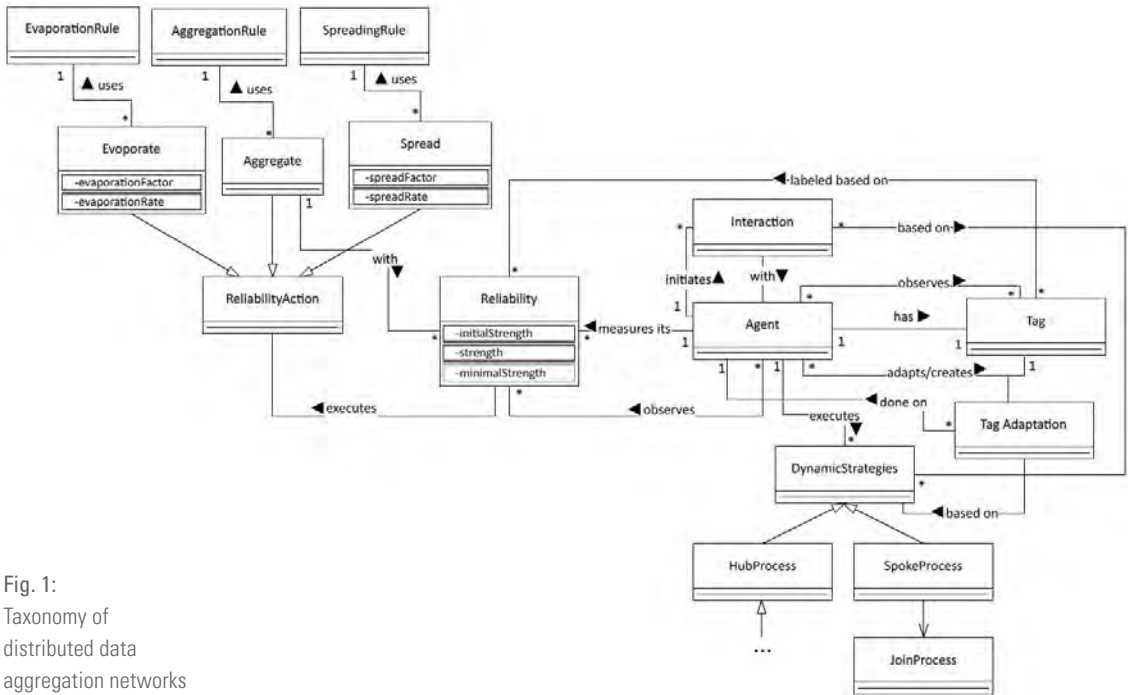 EvaporationRule
AggregationRule
SpreadingRule
1
▲ uses
*
1
▲ uses
*
1
▲ uses
*
Evoporate
-evaporationFactor
-evaporationRate
Aggregate
1
Spread
-spreadFactor
-spreadRate
◀labeled based on
Interaction
*
*
based on▶
with
▼
initiates▲
with▼
observes▶
ReliabilityAction
*
Reliability
-initialStrength
-strength
-minimalStrength
*
*
◀measures its
*
1
1
Agent
*
*
*
has ▶
1
1
Tag
1
*
1
*
adapts/creates▶
1
◀executes
*
◀observes
◀done on
*
Tag Adaptation
executes
▼
*
DynamicStrategies
*
◀based on
HubProcess
SpokeProcess
...
JoinProcess
Fig. 1:
Taxonomy of
distributed data
aggregation networks